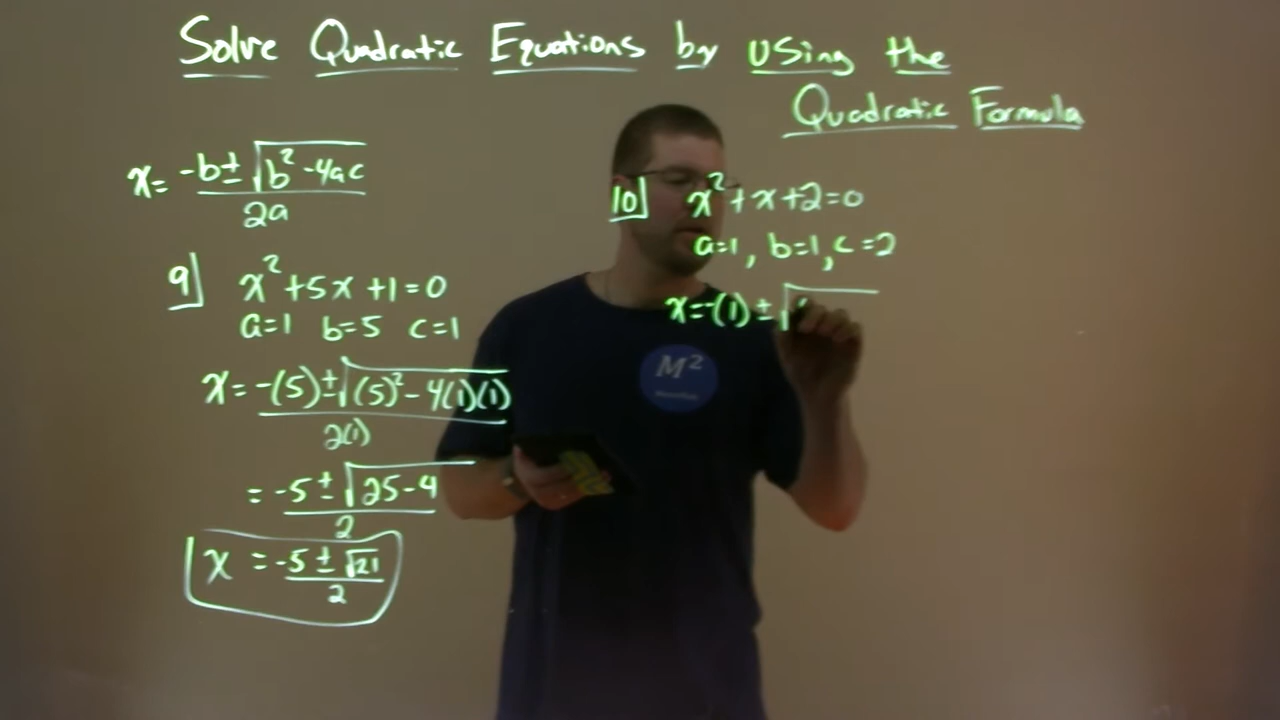 Solve Quadratic Equations by Using the
Quadratic Formula
x = -b ± √b² - 4ac
2a
9] x² + 5x + 1 = 0
a=1 b=5 c=1
x = -(5) ± √(5)² - 4(1)(1)
2(1)
= -5 ± √25-4
2
x = -5 ± √21
2
10] x² + x + 2 = 0
a=1, b=1, c=2
x = -(1) ± √
M²